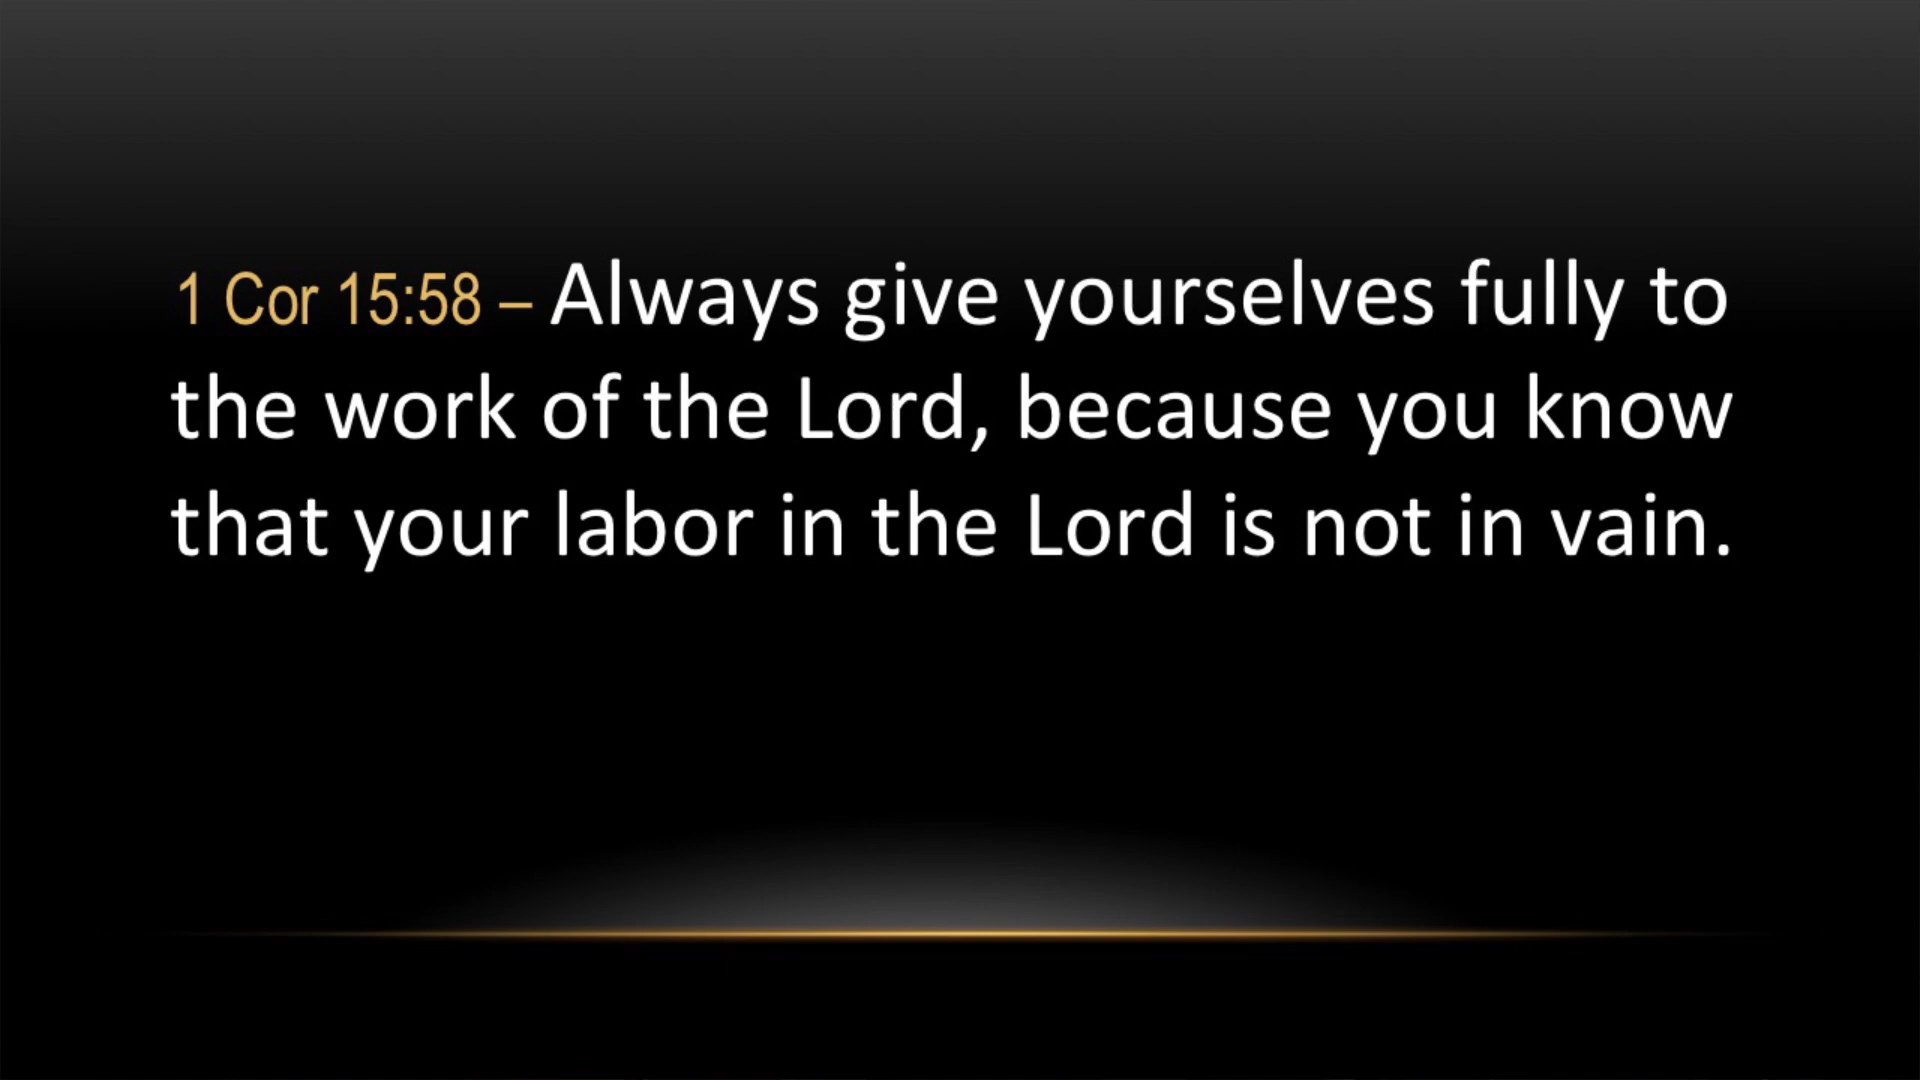 1 Cor 15:58 – Always give yourselves fully to
the work of the Lord, because you know
that your labor in the Lord is not in vain.